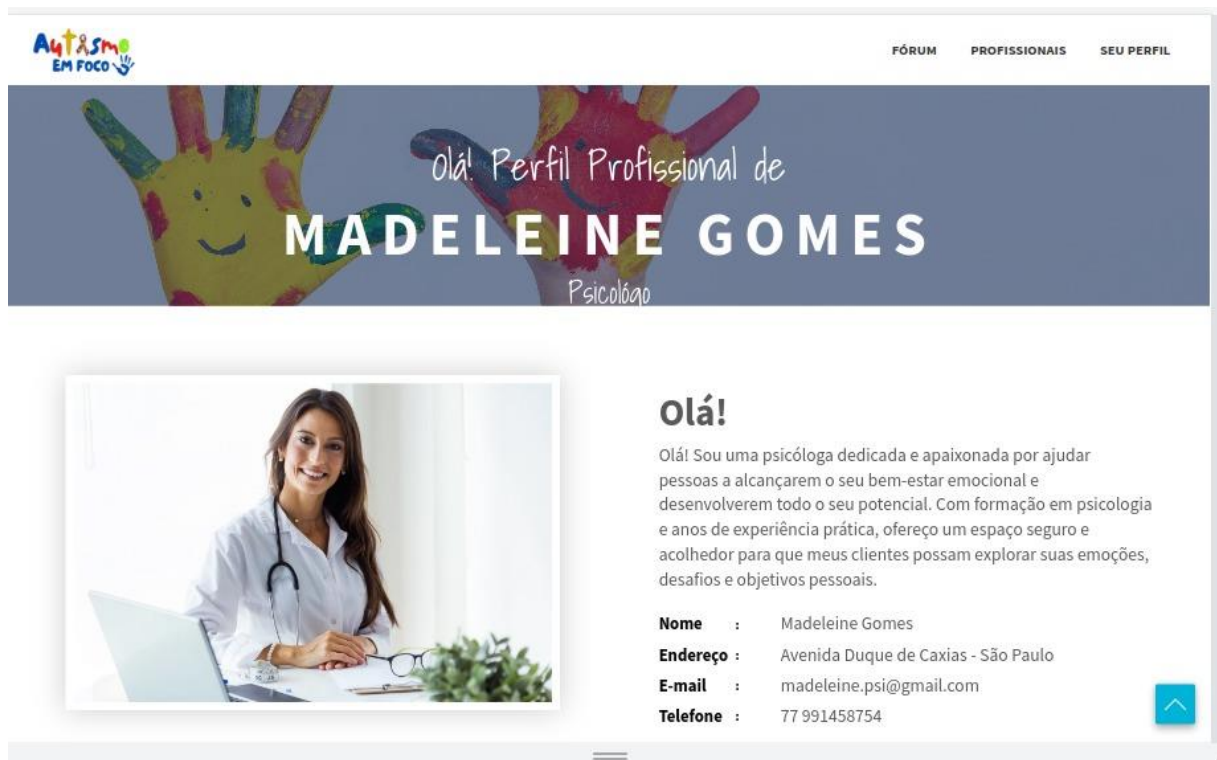 Autismo
EM FOCO
FÓRUM PROFISSIONAIS SEU PERFIL
Olá! Perfil Profissional de
MADELEINE GOMES
Psicológo
Olá!
Olá! Sou uma psicóloga dedicada e apaixonada por ajudar
pessoas a alcançarem o seu bem-estar emocional e
desenvolverem todo o seu potencial. Com formação em psicologia
e anos de experiência prática, ofereço um espaço seguro e
acolhedor para que meus clientes possam explorar suas emoções,
desafios e objetivos pessoais.
Nome : Madeleine Gomes
Endereço : Avenida Duque de Caxias - São Paulo
E-mail : madeleine.psi@gmail.com
Telefone : 77 991458754